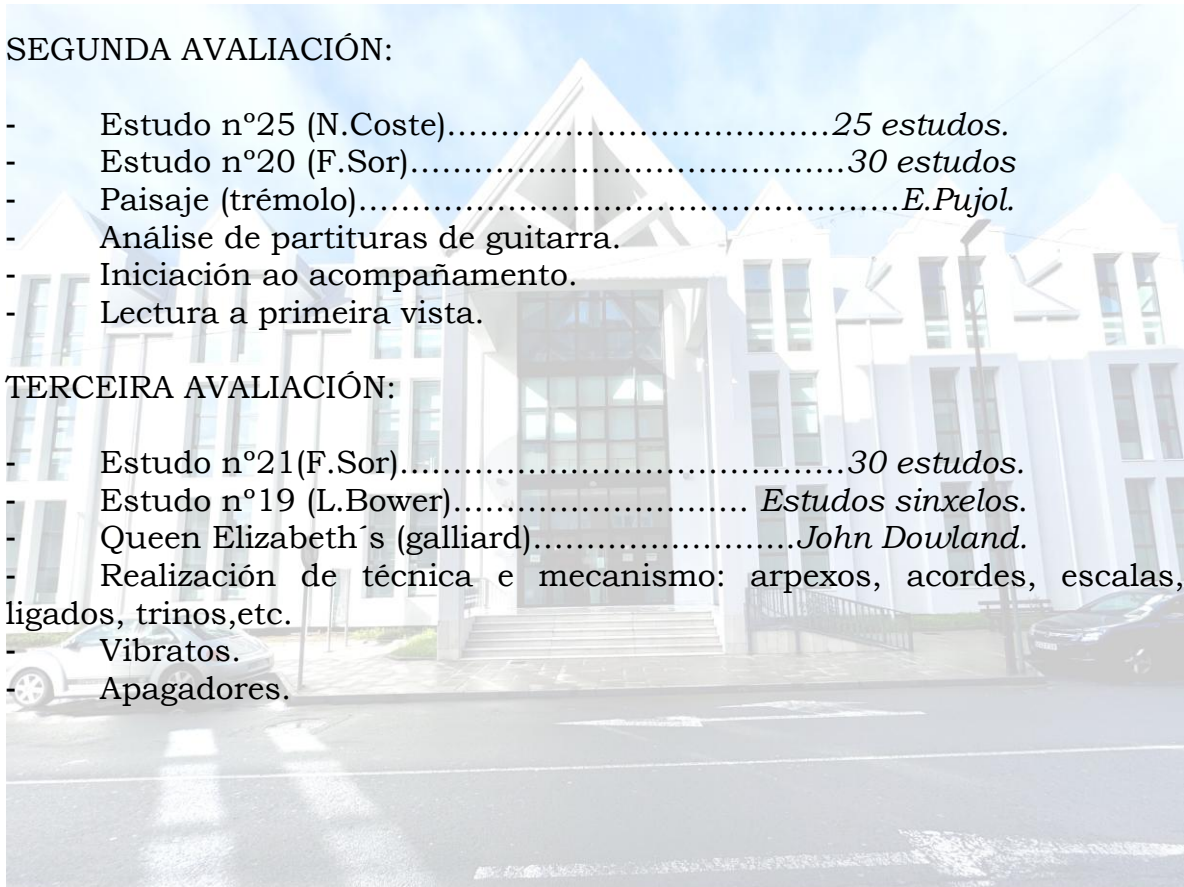 SEGUNDA AVALIACIÓN:
- Estudo nº25 (N.Coste)………………………………25 estudos.
- Estudo nº20 (F.Sor)…………………………………..30 estudos
- Paisaje (trémolo)……………………………………………..E.Pujol.
- Análise de partituras de guitarra.
- Iniciación ao acompañamento.
- Lectura a primeira vista.
TERCEIRA AVALIACIÓN:
- Estudo nº21(F.Sor)……………………………………30 estudos.
- Estudo nº19 (L.Bower)………………………. Estudos sinxelos.
- Queen Elizabeth´s (galliard)……………………..John Dowland.
- Realización de técnica e mecanismo: arpexos, acordes, escalas,
ligados, trinos,etc.
- Vibratos.
- Apagadores.